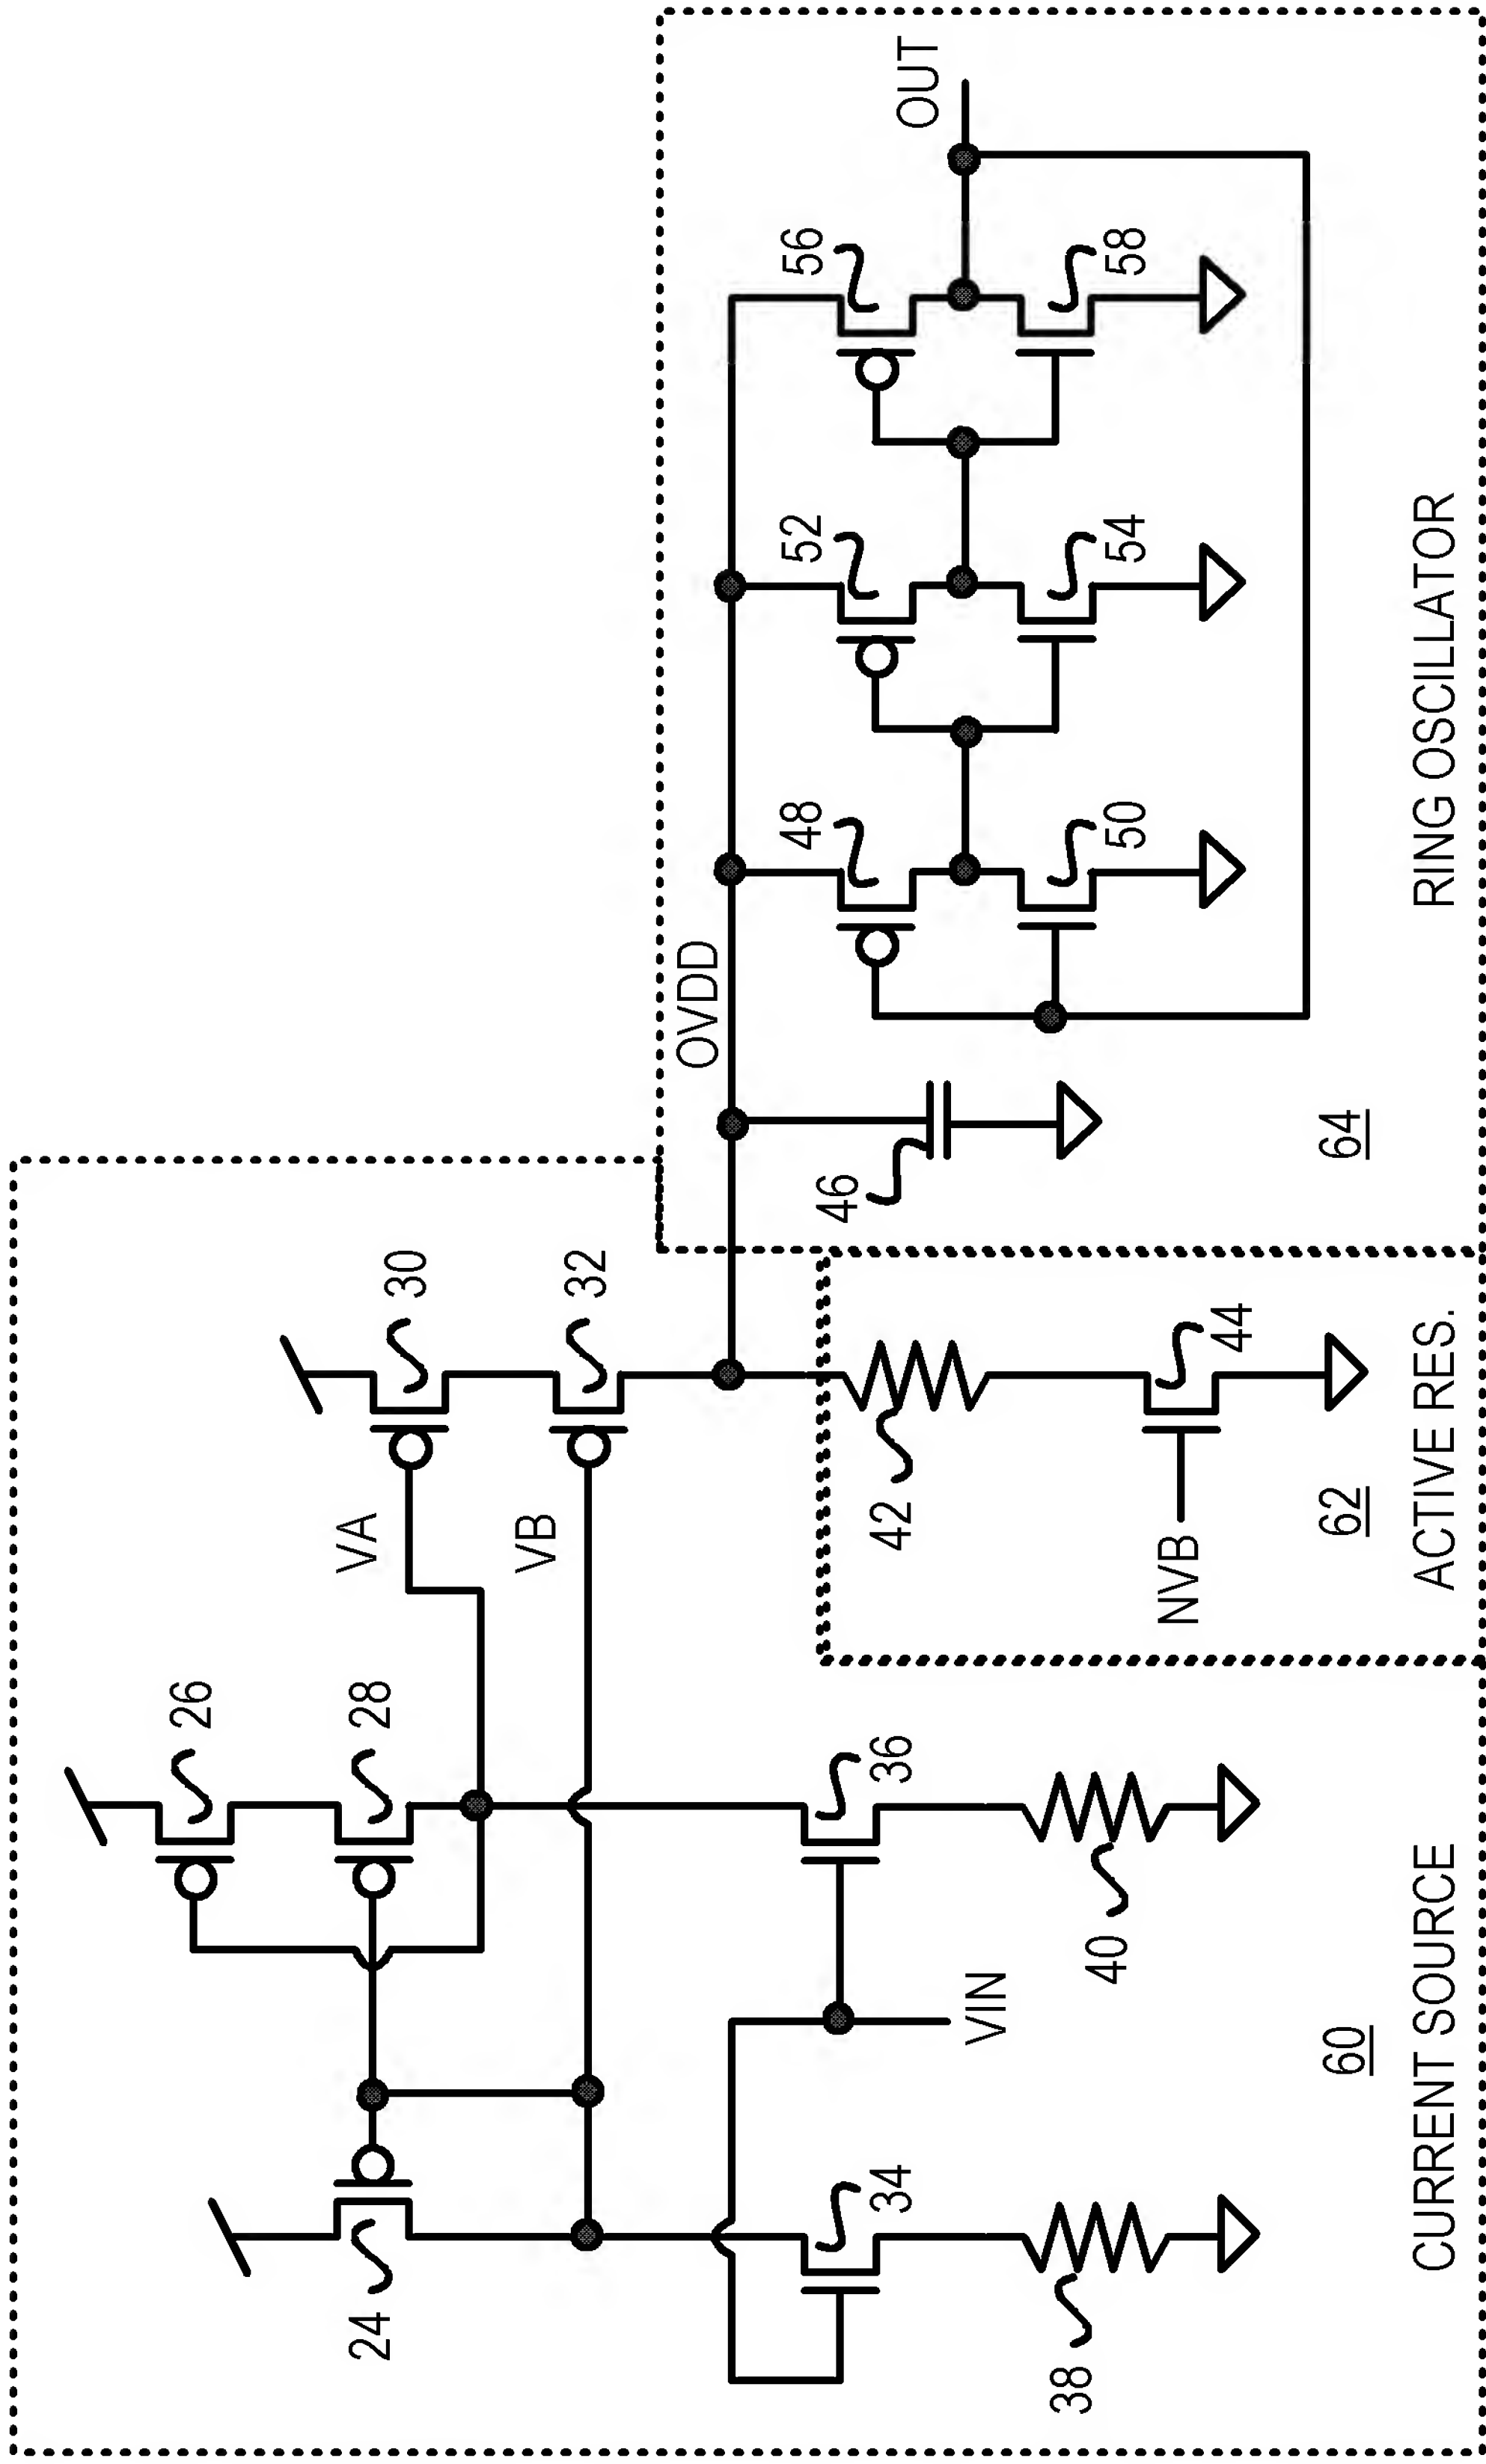 30
26
VA
32
28
VB
24
OVDD
48
52
56
OUT
46
36
34
42
44
50
54
58
VIN
40
38
NVB
60
62
64
CURRENT SOURCE
ACTIVE RES.
RING OSCILLATOR